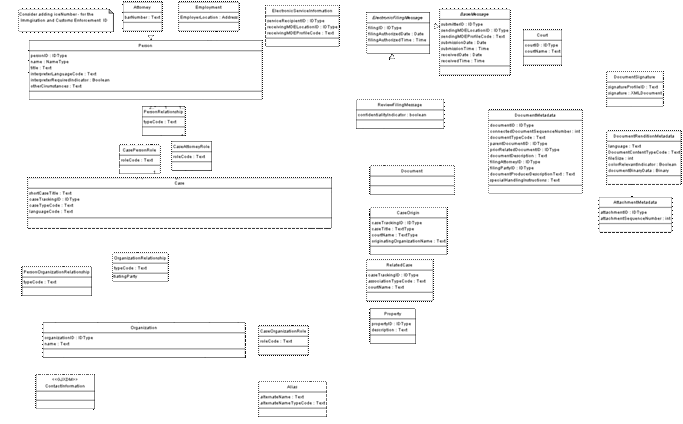 Consider adding lineNumber - for the
Immigration and Customs Enforcement ID
Attorney
barNumber : Text
Employment
EmployeeLocation : Address
ElectronicServiceInformation
serviceRecipientID : IDType
receivingMDELocationID : IDType
receivingMDEProfileCode : Text
ElectronicFilingMessage
filingID : IDType
filingAuthorizedDate : Date
filingAuthorizedTime : Time
BaseMessage
submitterID : IDType
sendingMDELocationID : IDType
sendingMDEProfileCode : Text
submissionDate : Date
submissionTime : Time
receivedDate : Date
receivedTime : Time
Court
courtID : IDType
courtName : Text
Person
personID : IDType
name : NameType
title : Text
interpreterLanguageCode : Text
interpreterRequiredIndicator : Boolean
otherCircumstances : Text
DocumentSignature
signatureProfileID : Text
signature : XMLDocument
PersonRelationship
typeCode : Text
ReviewFilingMessage
confidentialityIndicator : boolean
DocumentMetadata
documentID : IDType
connectedDocumentSequenceNumber : int
documentTypeCode : Text
parentDocumentID : IDType
priorRelatedDocumentID : IDType
documentDescription : Text
filingAttorneyID : IDType
filingPartyID : IDType
documentProducerDescriptionText : Text
specialHandlingInstructions : Text
DocumentRenditionMetadata
language : Text
DocumentContentTypeCode : Text
fileSize : int
colorRelevantIndicator : Boolean
documentBinaryData : Binary
CasePersonRole
roleCode : Text
CaseAttorneyRole
roleCode : Text
Document
Case
shortCaseTitle : Text
caseTrackingID : IDType
caseTypeCode : Text
languageCode : Text
AttachmentMetadata
attachmentID : IDType
attachmentSequenceNumber : int
CaseOrigin
caseTrackingID : IDType
caseTitle : TextType
courtName : TextType
originatingOrganizationName : Text
PersonOrganizationRelationship
typeCode : Text
OrganizationRelationship
typeCode : Text
RelatedCase
caseTrackingID : IDType
associationTypeCode : Text
courtName : Text
Property
propertyID : IDType
description : Text
Organization
organizationID : IDType
name : Text
CaseOrganizationRole
roleCode : Text
ContactInformation
Alias
alternateName : Text
alternateNameTypeCode : Text